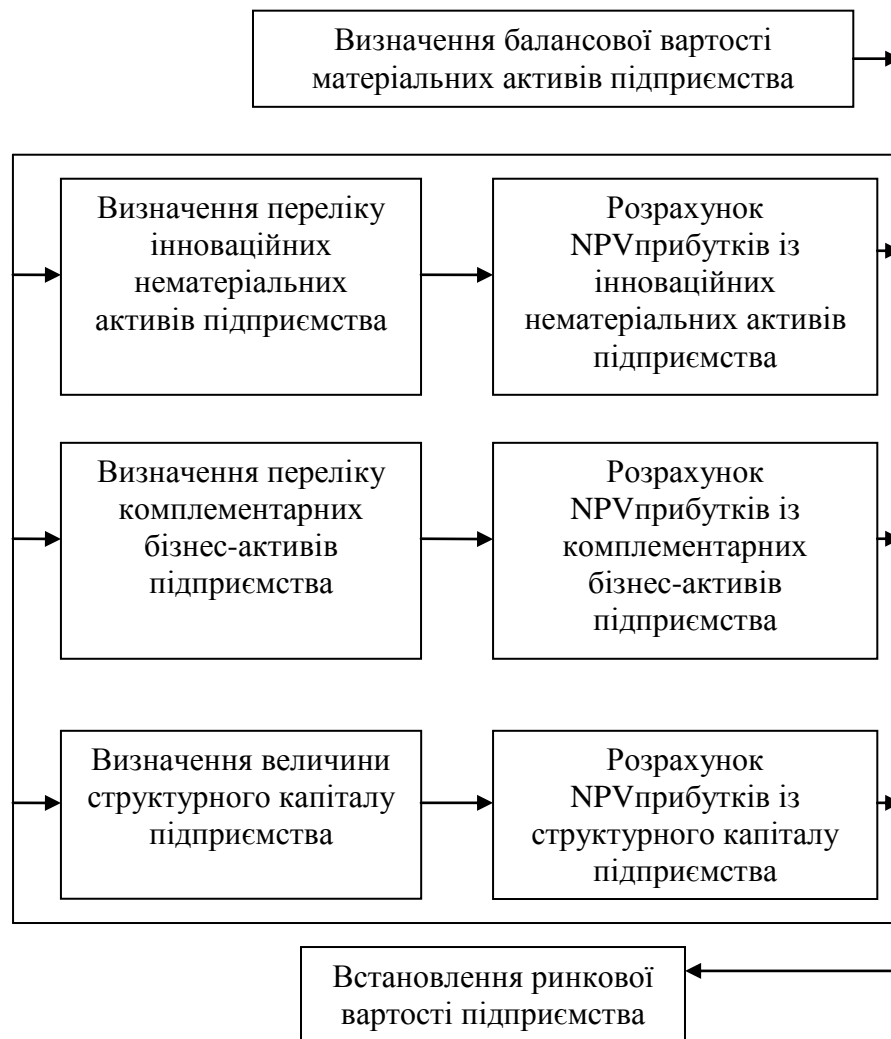 Визначення балансової вартості
матеріальних активів підприємства
Визначення переліку
інноваційних
нематеріальних
активів підприємства
Розрахунок
NPVприбутків із
інноваційних
нематеріальних активів
підприємства
Визначення переліку
комплементарних
бізнес-активів
підприємства
Розрахунок
NPVприбутків із
комплементарних
бізнес-активів
підприємства
Визначення величини
структурного капіталу
підприємства
Розрахунок
NPVприбутків із
структурного капіталу
підприємства
Встановлення ринкової
вартості підприємства